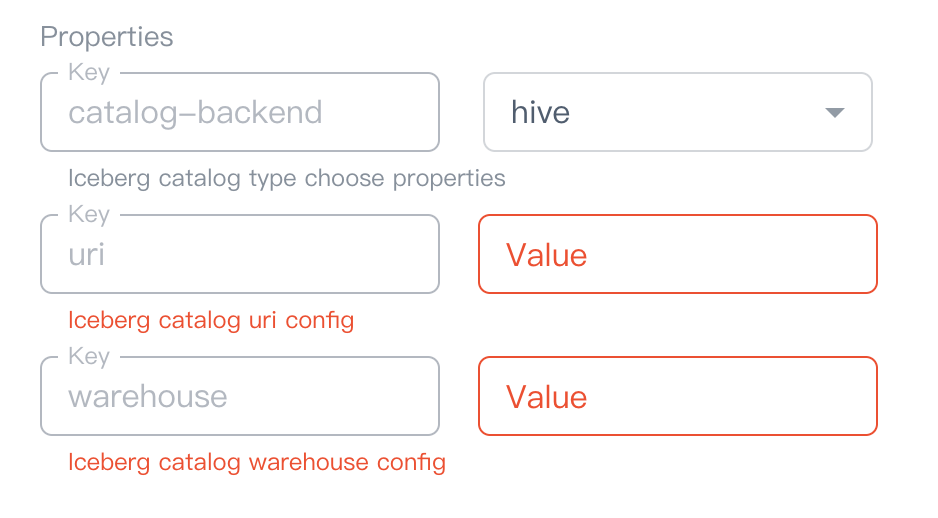 Properties
Key
catalog-backend
hive
Iceberg catalog type choose properties
Key
uri
Value
Iceberg catalog uri config
Key
warehouse
Value
Iceberg catalog warehouse config